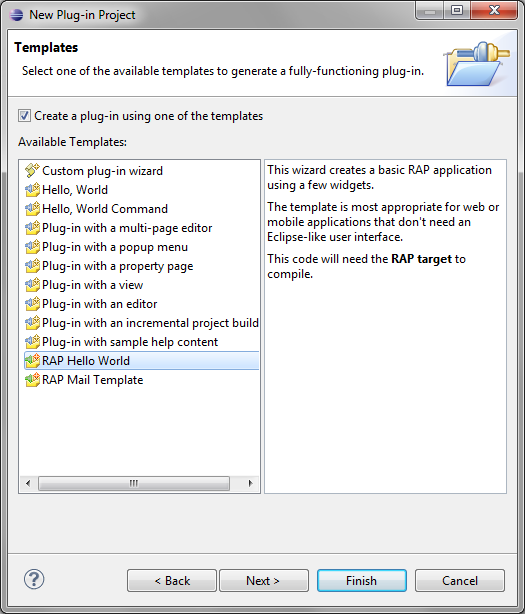 New Plug-in Project
Templates
Select one of the available templates to generate a fully-functioning plug-in.
Create a plug-in using one of the templates
Available Templates:
Custom plug-in wizard
Hello, World
Hello, World Command
Plug-in with a multi-page editor
Plug-in with a popup menu
Plug-in with a property page
Plug-in with a view
Plug-in with an editor
Plug-in with an incremental project build
Plug-in with sample help content
RAP Hello World
RAP Mail Template
This wizard creates a basic RAP application
using a few widgets.
The template is most appropriate for web or
mobile applications that don't need an
Eclipse-like user interface.
This code will need the RAP target to
compile.
?
< Back
Next >
Finish
Cancel